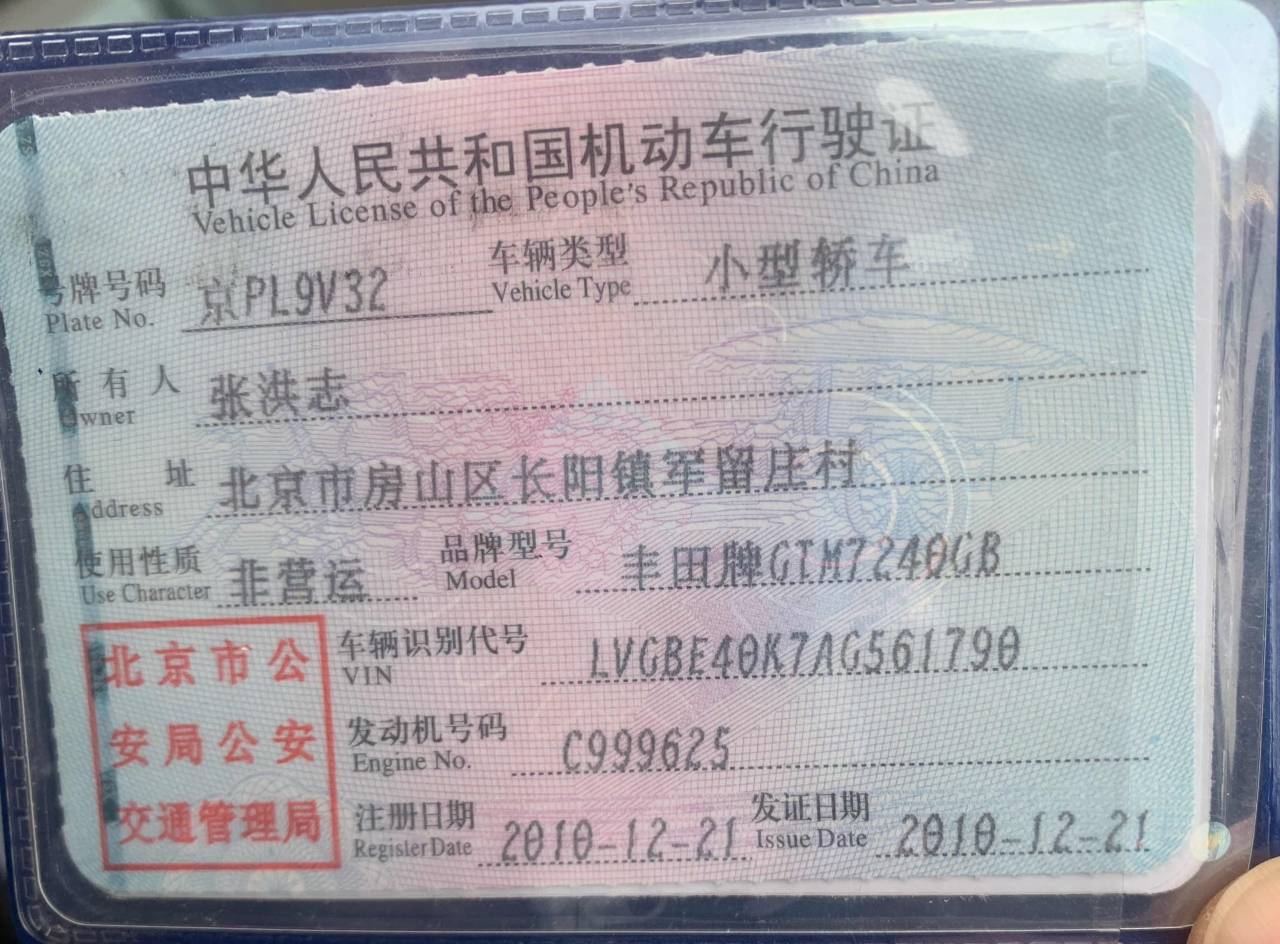 中华人民共和国机动车行驶证
Vehicle License of the People's Republic of China
号牌号码 京PL9V32 车辆类型 小型轿车
Plate No. Vehicle Type
所有人 张洪志
Owner
住址 北京市房山区长阳镇军留庄村
Address
使用性质 非营运 品牌型号 丰田牌GTM7240GB
Use Character Model
车辆识别代号 LVGBE40K7AG561790
VIN
发动机号码 C999625
Engine No.
注册日期 2010-12-21 发证日期 2010-12-21
Register Date Issue Date
北京市公
安局公安
交通管理局